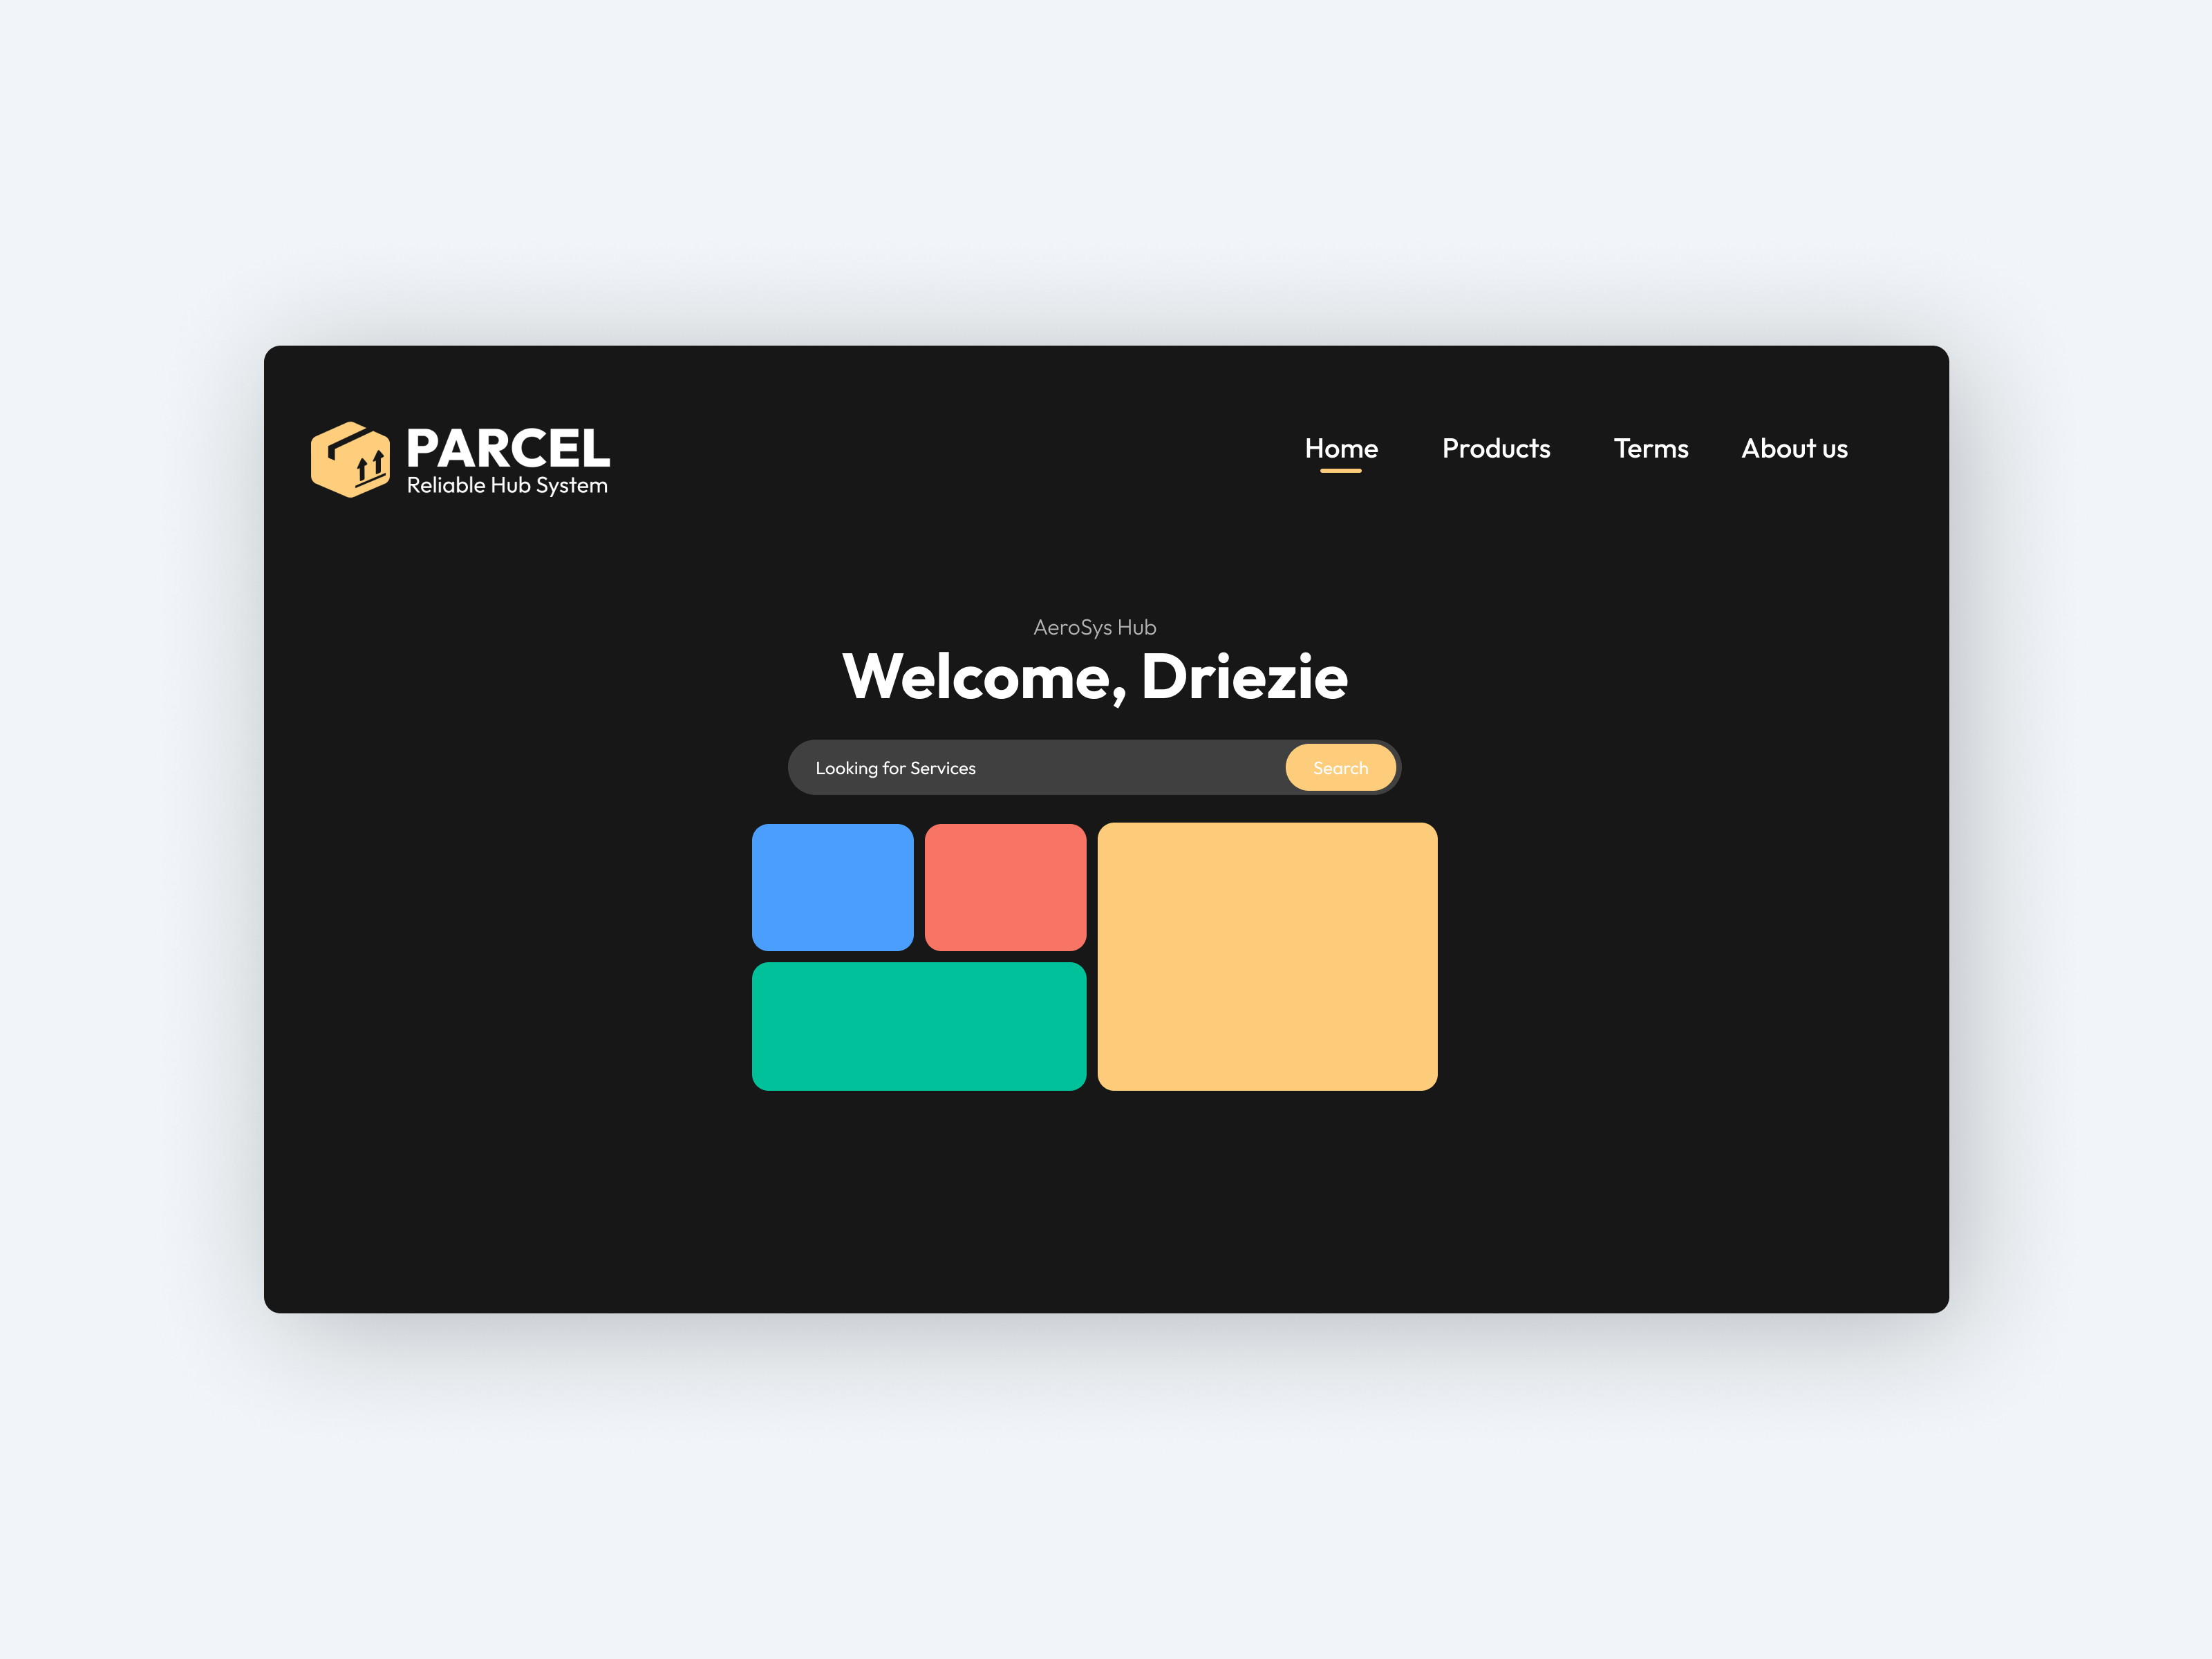 PARCEL
Reliable Hub System
Home Products Terms About us
AeroSys Hub
Welcome, Driezie
Looking for Services Search